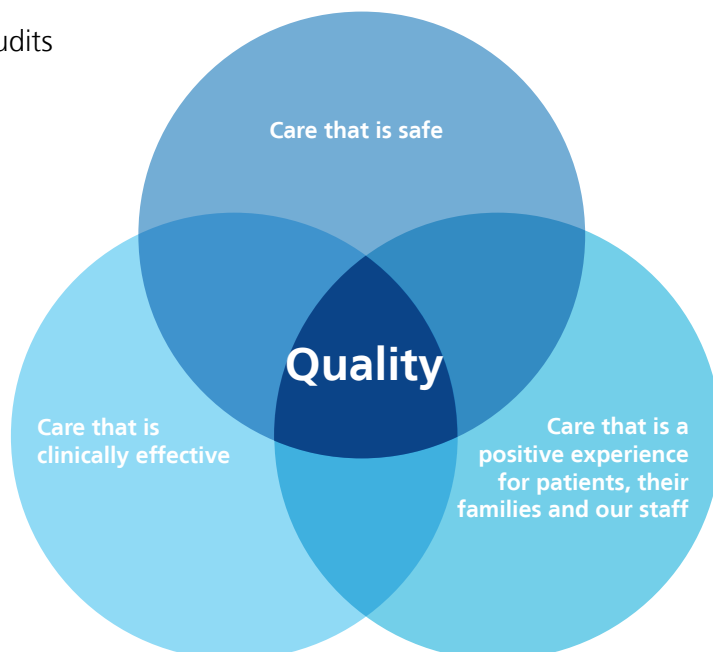 Care that is safe
Quality
Care that is
clinically effective
Care that is a
positive experience
for patients, their
families and our staff